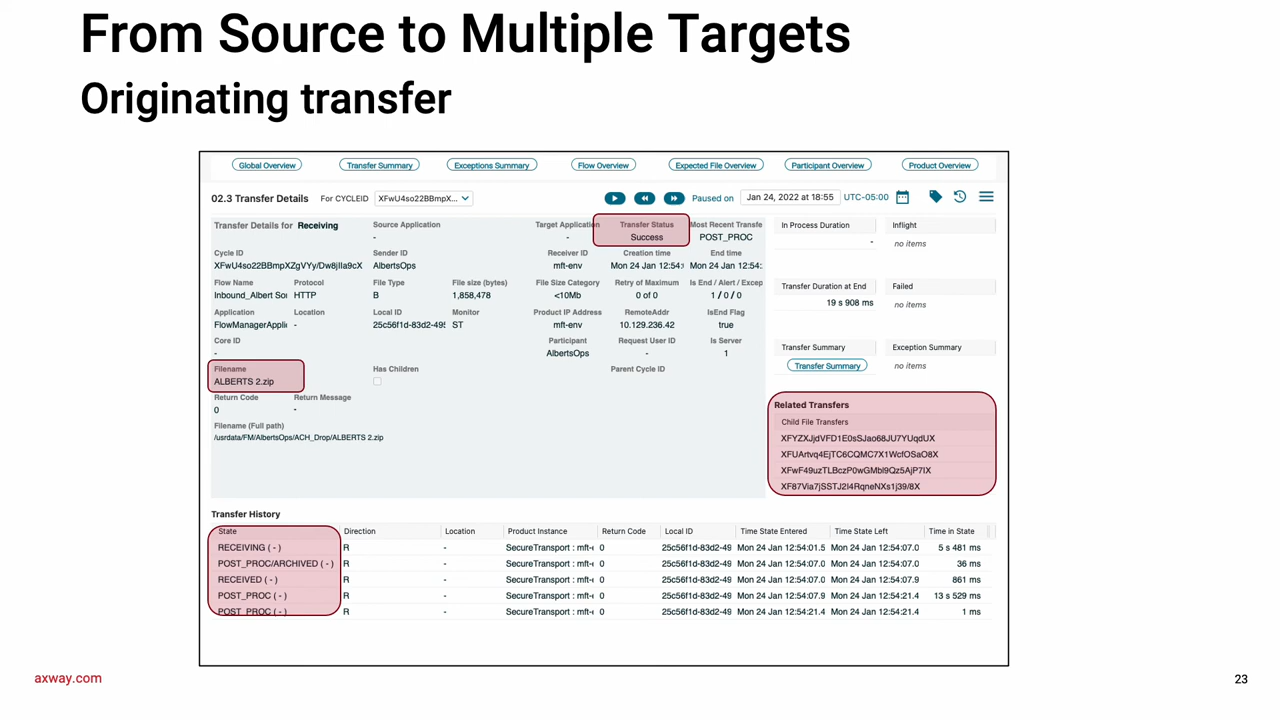 From Source to Multiple Targets
Originating transfer
Global Overview
Transfer Summary
Exceptions Summary
Flow Overview
Expected File Overview
Participant Overview
Product Overview
02.3 Transfer Details
For CYCLEID
XFwU4so22BBmpX...
Paused on
Jan 24, 2022 at 18:55
UTC-05:00
Transfer Details for Receiving
Source Application
-
Target Application
-
Transfer Status
Success
Most Recent Transfe
POST_PROC
Cycle ID
XFwU4so22BBmpXZgVYy/Dw8jIIa9cX
Sender ID
AlbertsOps
Receiver ID
mft-env
Creation time
Mon 24 Jan 12:54:
End time
Mon 24 Jan 12:54:
Flow Name
Inbound_Albert Sou
Protocol
HTTP
File Type
B
File size (bytes)
1,858,478
File Size Category
<10Mb
Retry of Maximum
0 of 0
Is End / Alert / Excep
1 / 0 / 0
Application
FlowManagerApplic
Location
-
Local ID
25c56f1d-83d2-495
Monitor
ST
Product IP Address
mft-env
RemoteAddr
10.129.236.42
IsEnd Flag
true
Core ID
-
Participant
AlbertsOps
Request User ID
-
Is Server
1
Filename
ALBERTS 2.zip
Has Children
Parent Cycle ID
Return Code
0
Return Message
-
Filename (Full path)
/usrdata/FM/AlbertsOps/ACH_Drop/ALBERTS 2.zip
In Process Duration
-
Inflight
no items
Transfer Duration at End
19 s 908 ms
Failed
no items
Transfer Summary
Transfer Summary
Exception Summary
no items
Related Transfers
Child File Transfers
XFYZXJjdVFD1E0sSJao68JU7YUqdUX
XFUArtvq4EjTC6CQMC7X1WcfOSaO8X
XFwF49uzTLBczP0wGMbl9Qz5AjP7IX
XF87Via7jSSTJ2I4RqneNXs1j39/8X
Transfer History
State Direction Location Product Instance Return Code Local ID Time State Entered Time State Left Time in State
RECEIVING ( - ) R - SecureTransport : mft-e 0 25c56f1d-83d2-49 Mon 24 Jan 12:54:01.5 Mon 24 Jan 12:54:07.0 5 s 481 ms
POST_PROC/ARCHIVED ( - ) R - SecureTransport : mft-e 0 25c56f1d-83d2-49 Mon 24 Jan 12:54:07.0 Mon 24 Jan 12:54:07.0 36 ms
RECEIVED ( - ) R - SecureTransport : mft-e 0 25c56f1d-83d2-49 Mon 24 Jan 12:54:07.0 Mon 24 Jan 12:54:07.9 861 ms
POST_PROC ( - ) R - SecureTransport : mft-e 0 25c56f1d-83d2-49 Mon 24 Jan 12:54:07.9 Mon 24 Jan 12:54:21.4 13 s 529 ms
POST_PROC ( - ) R - SecureTransport : mft-e 0 25c56f1d-83d2-49 Mon 24 Jan 12:54:21.4 Mon 24 Jan 12:54:21.4 1 ms
axway.com
23